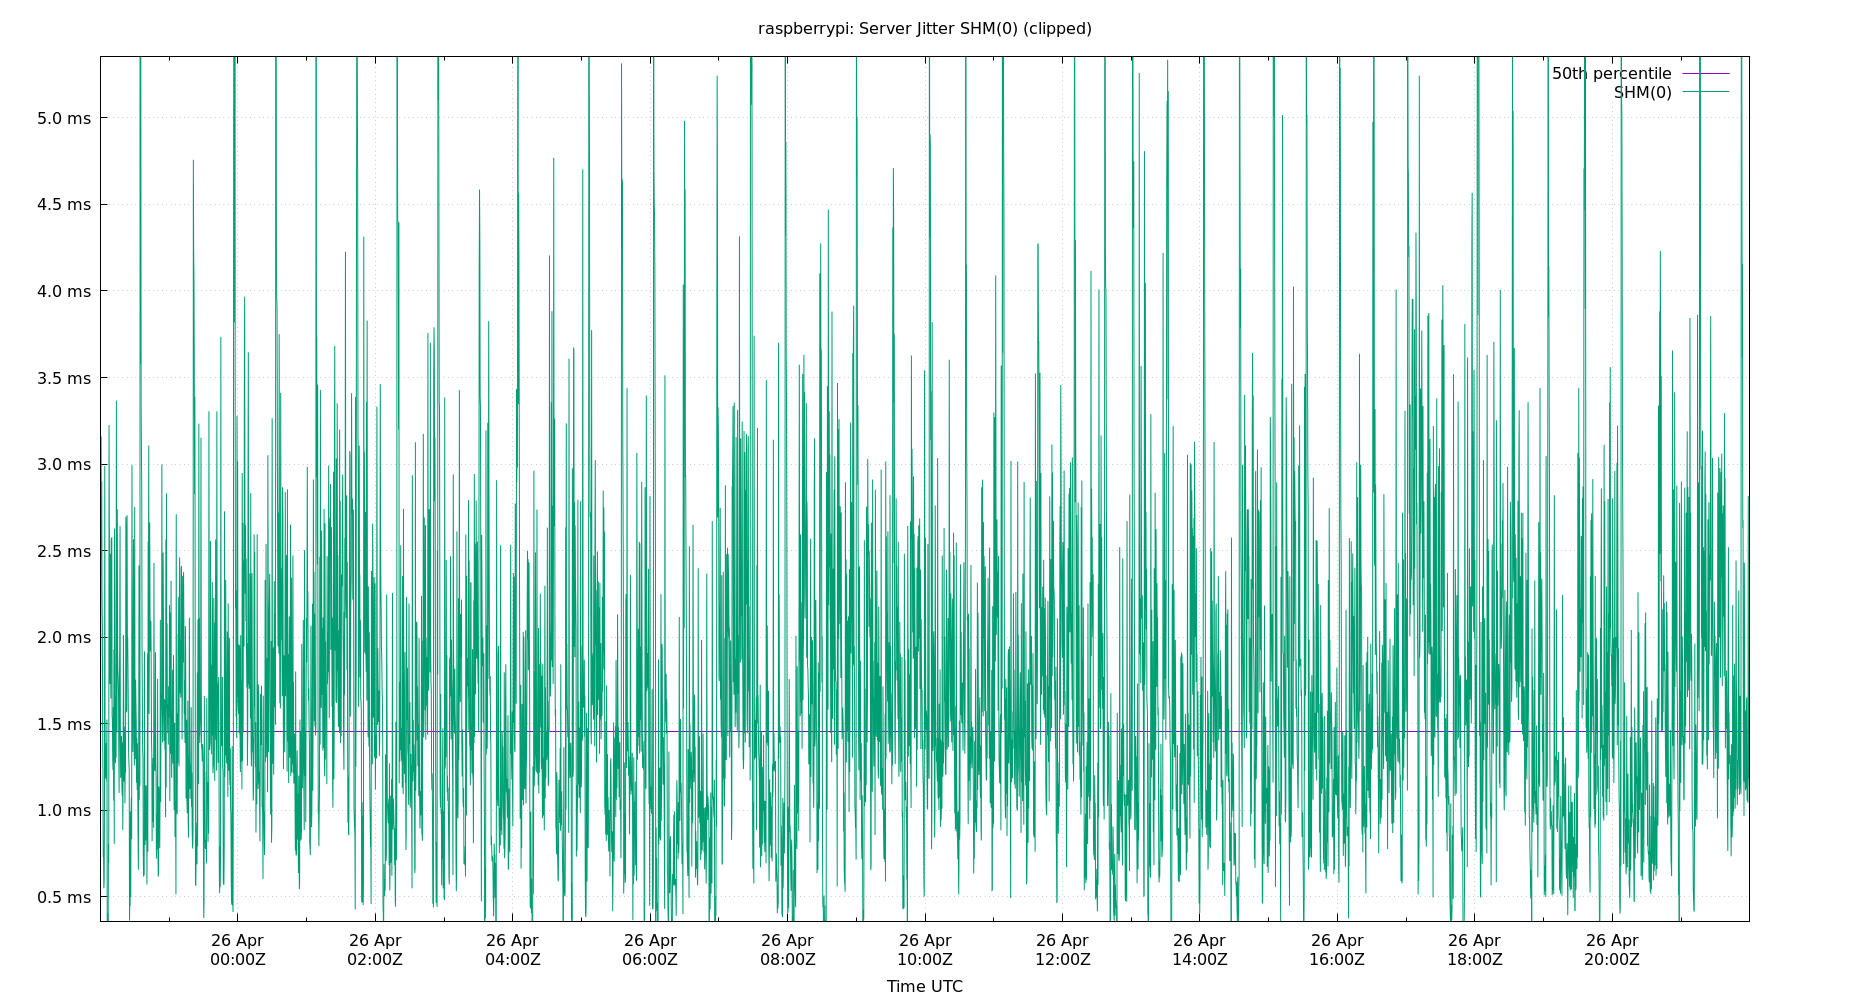 raspberrypi: Server Jitter SHM(0) (clipped)
50th percentile
SHM(0)
5.0 ms
4.5 ms
4.0 ms
3.5 ms
3.0 ms
2.5 ms
2.0 ms
1.5 ms
1.0 ms
0.5 ms
26 Apr 26 Apr 26 Apr 26 Apr 26 Apr 26 Apr 26 Apr 26 Apr 26 Apr 26 Apr 26 Apr
00:00Z 02:00Z 04:00Z 06:00Z 08:00Z 10:00Z 12:00Z 14:00Z 16:00Z 18:00Z 20:00Z
Time UTC